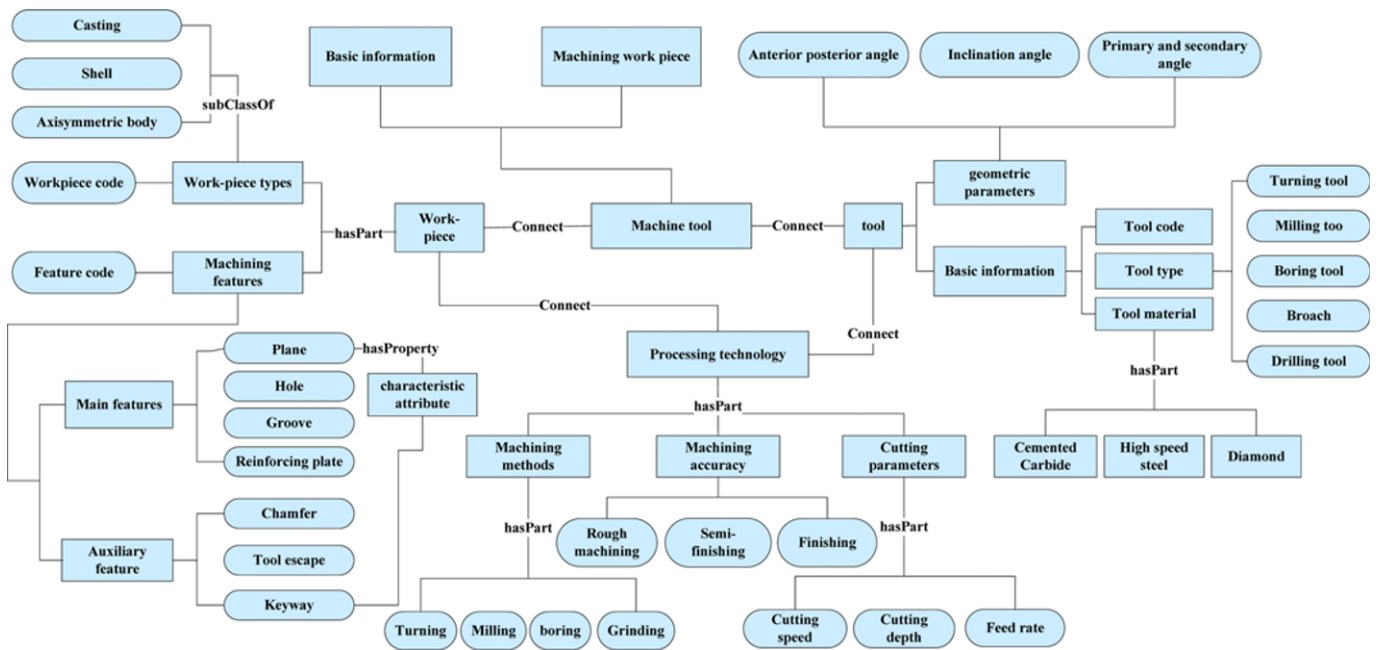 Casting
Shell
Axisymmetric body
subClassOf
Basic information
Machining work piece
Anterior posterior angle
Inclination angle
Primary and secondary
angle
Workpiece code
Work-piece types
geometric
parameters
Turning tool
hasPart
Work-
piece
Connect
Machine tool
Connect
tool
Tool code
Milling too
Feature code
Machining
features
Basic information
Tool type
Boring tool
Connect
Connect
Tool material
Broach
Plane
hasProperty
Processing technology
Drilling tool
Hole
characteristic
attribute
hasPart
Main features
Groove
hasPart
Reinforcing plate
Machining
methods
Machining
accuracy
Cutting
parameters
Cemented
Carbide
High speed
steel
Diamond
Chamfer
hasPart
Rough
machining
Semi-
finishing
Finishing
hasPart
Auxiliary
feature
Tool escape
Keyway
Turning
Milling
boring
Grinding
Cutting
speed
Cutting
depth
Feed rate